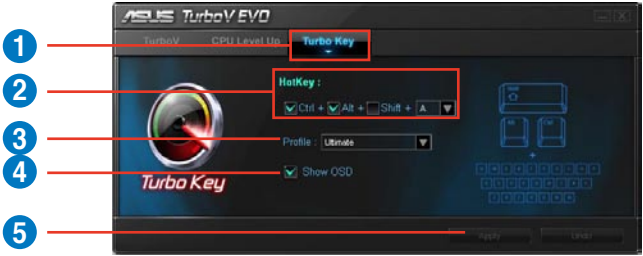 ASUS TurboV EVO
1
TurboV CPU Level Up Turbo Key
2
HotKey :
Ctrl + Alt + Shift + A
3
Profile : Ultimate
4
Show OSD
Turbo Key
+
5
Apply Undo